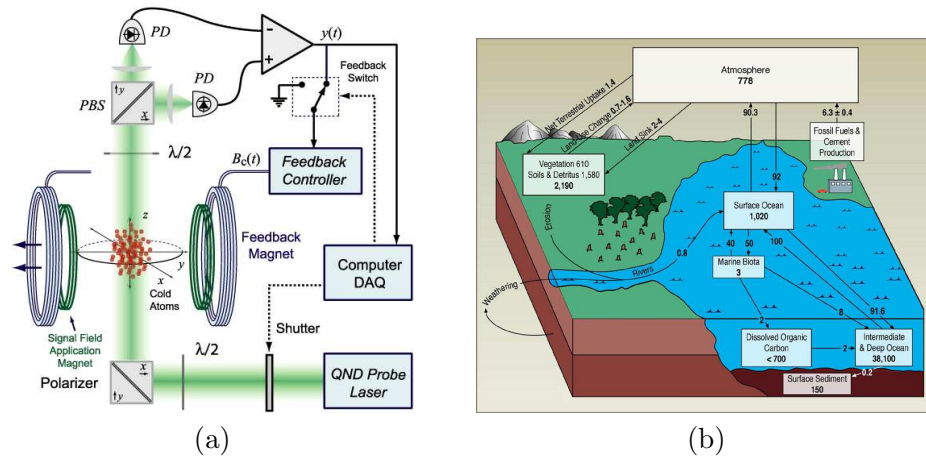 PD
y(t)
−
+
PD
Feedback
Switch
y
x
PBS
λ/2
B_C(t)
Feedback
Controller
z
Feedback
Magnet
y
x
Cold
Atoms
Computer
DAQ
Signal Field
Application
Magnet
Shutter
λ/2
Polarizer
x
y
QND Probe
Laser
(a)
Atmosphere
778
Net Terrestrial Uptake 1.4
Land-Use Change 0.7-1.6
Land Sink 2-4
90.3
6.3 ± 0.4
Fossil Fuels &
Cement
Production
Vegetation 610
Soils & Detritus 1,580
2,190
92
Surface Ocean
1,020
Erosion
40
50
100
0.8
Rivers
Marine Biota
3
Weathering
8
91.6
2
Dissolved Organic
Carbon
< 700
2
Intermediate
& Deep Ocean
38,100
0.2
Surface Sediment
150
(b)